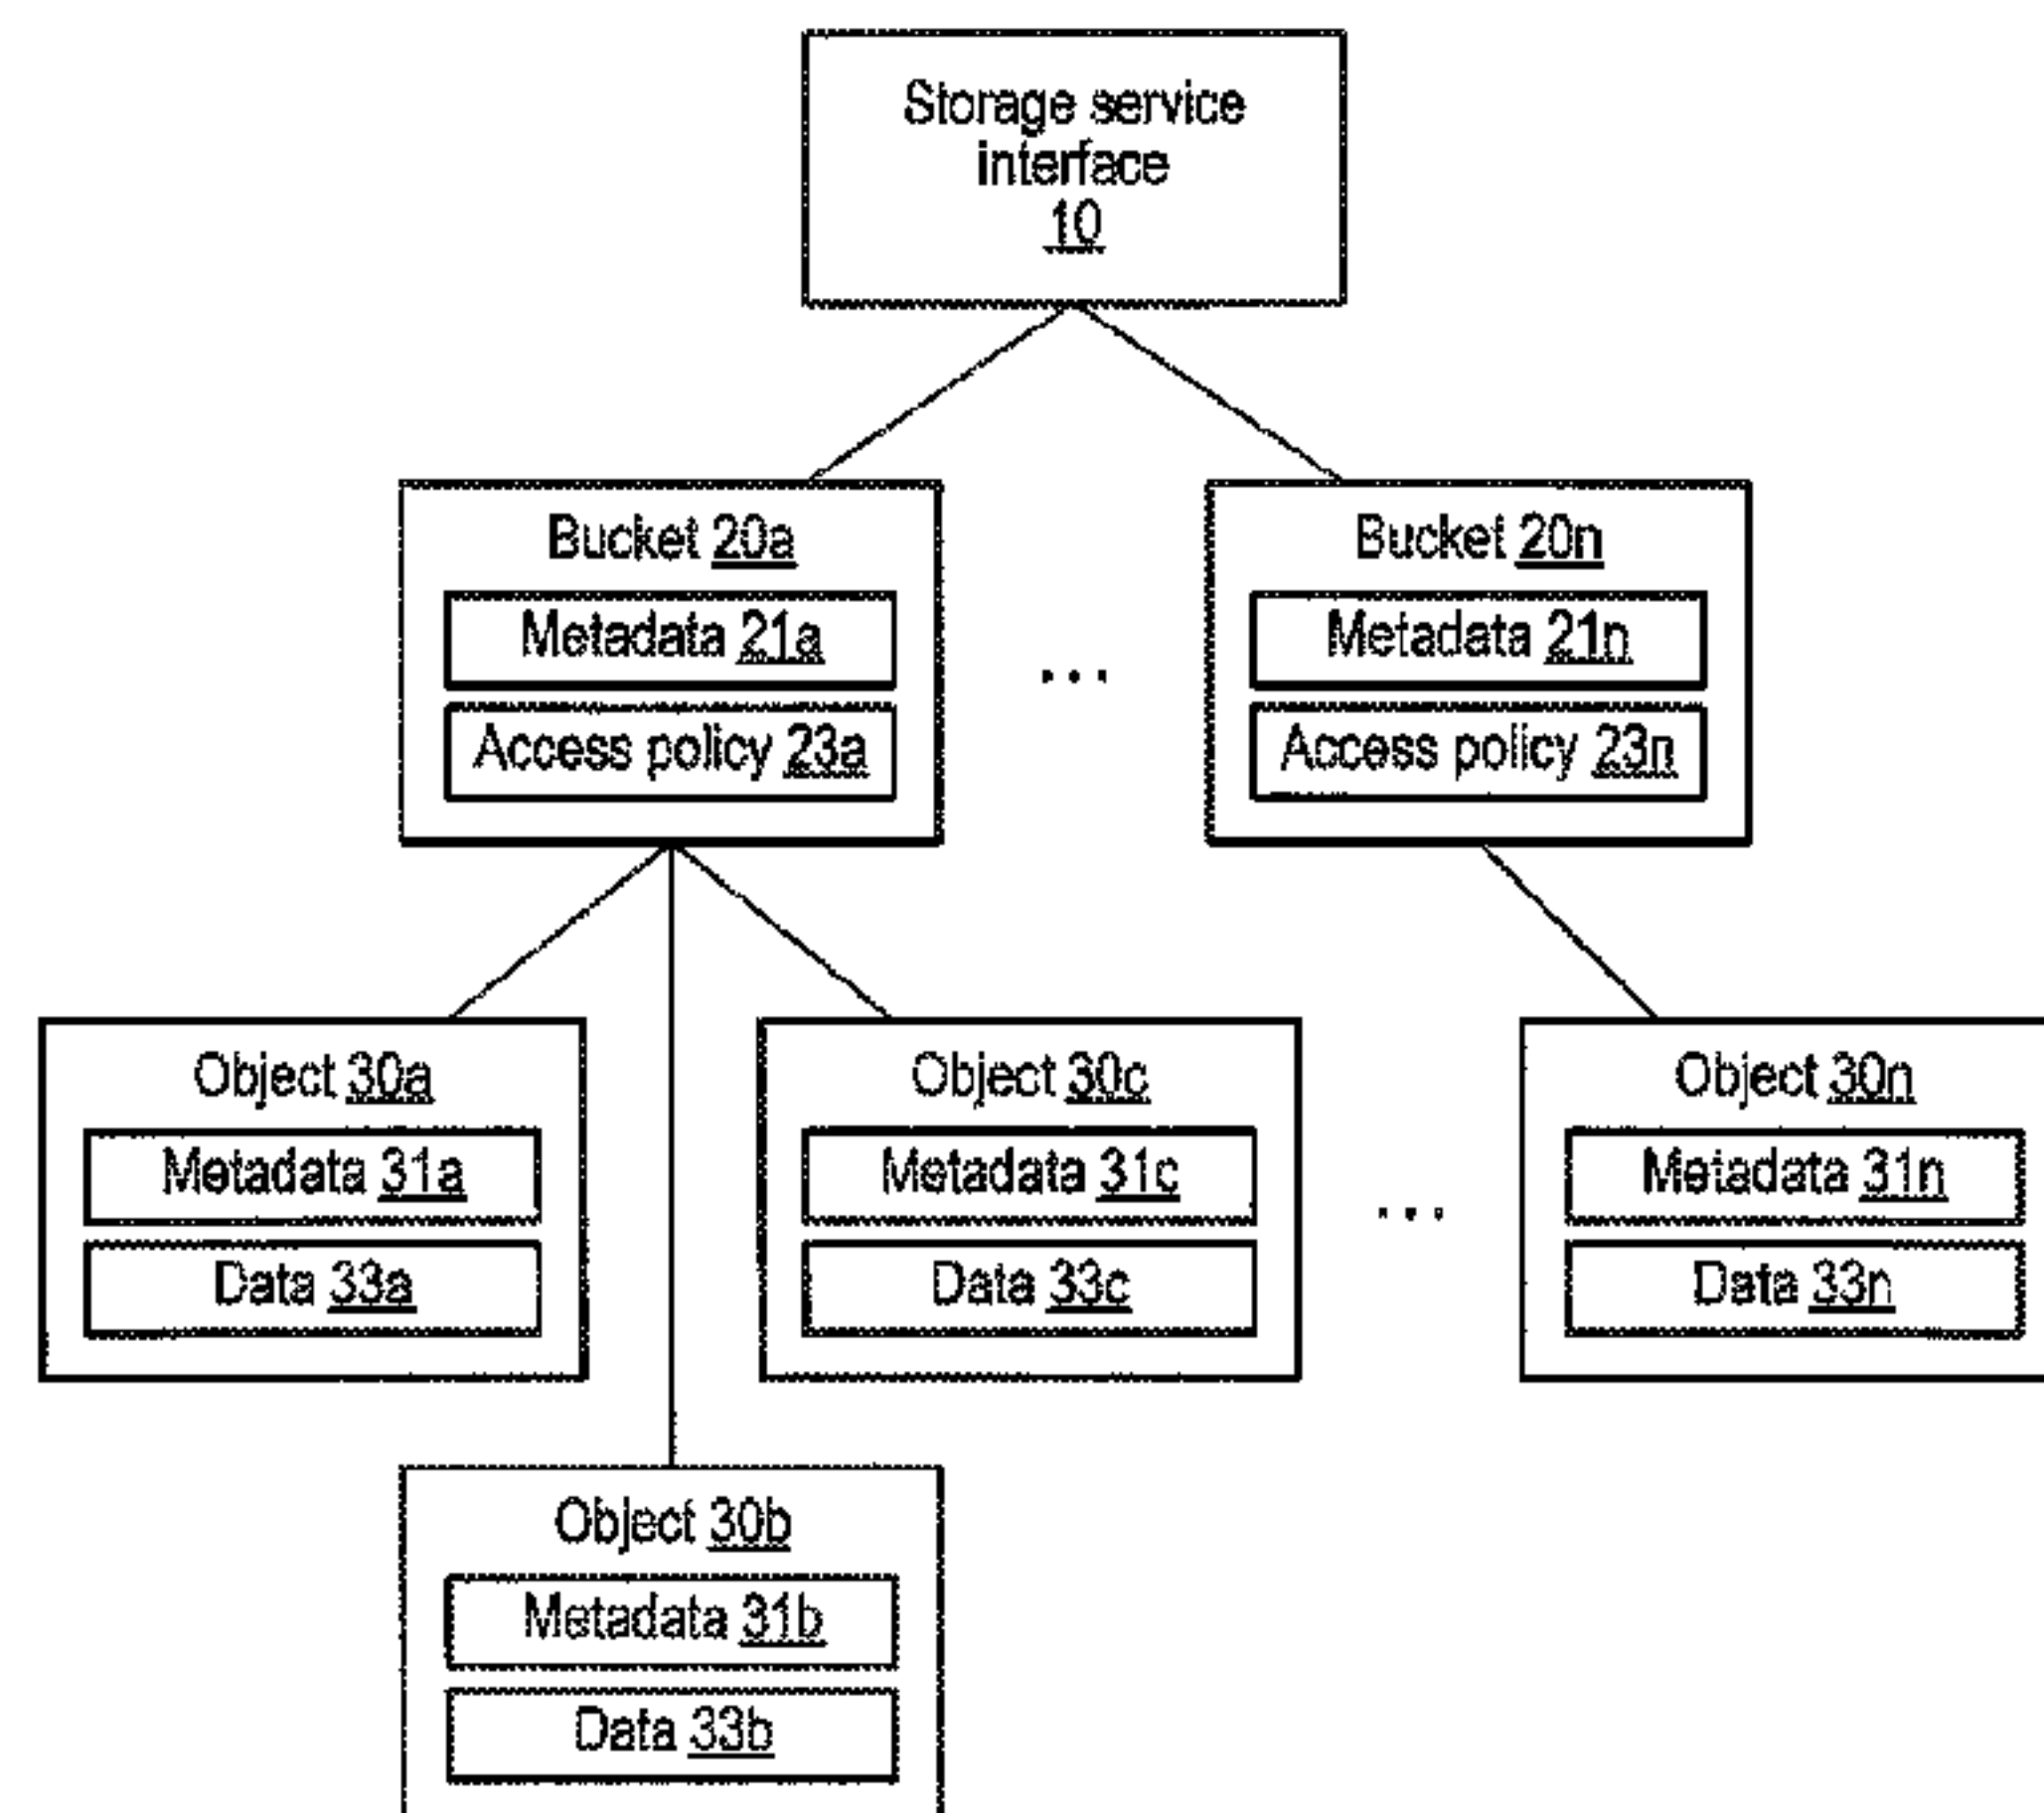 Storage service
interface
10
Bucket 20a
Metadata 21a
Access policy 23a
...
Bucket 20n
Metadata 21n
Access policy 23n
Object 30a
Metadata 31a
Data 33a
Object 30c
Metadata 31c
Data 33c
...
Object 30n
Metadata 31n
Data 33n
Object 30b
Metadata 31b
Data 33b